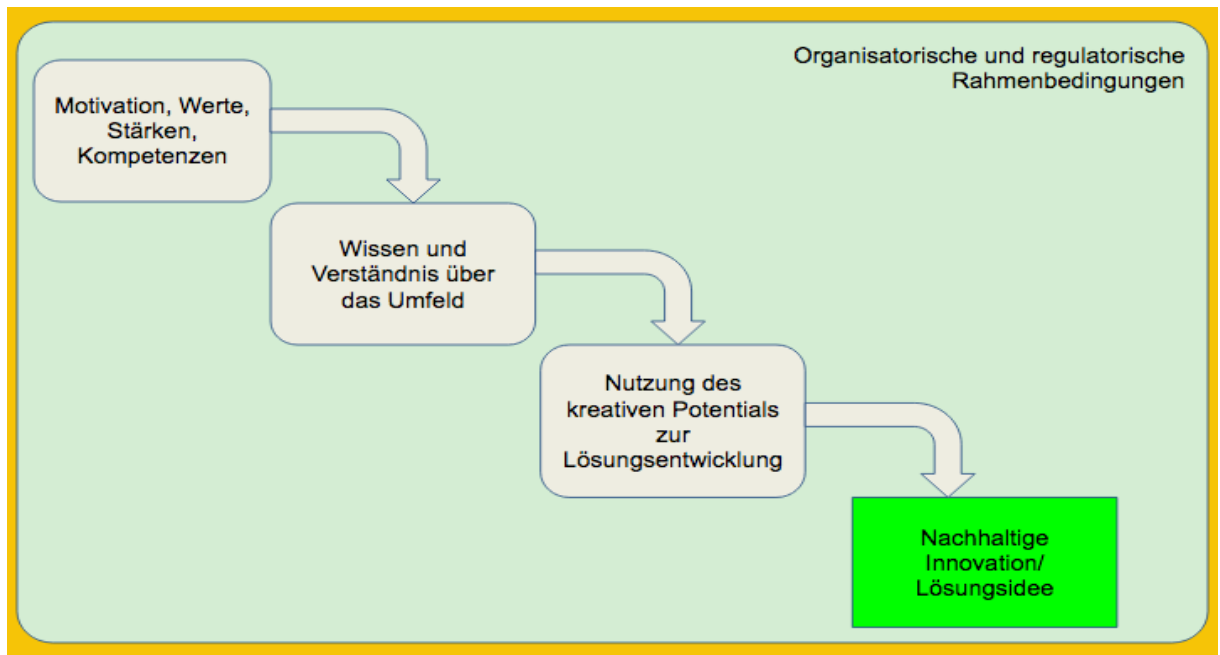 Organisatorische und regulatorische
Rahmenbedingungen
Motivation, Werte,
Stärken,
Kompetenzen
Wissen und
Verständnis über
das Umfeld
Nutzung des
kreativen Potentials
zur
Lösungsentwicklung
Nachhaltige
Innovation/
Lösungsidee